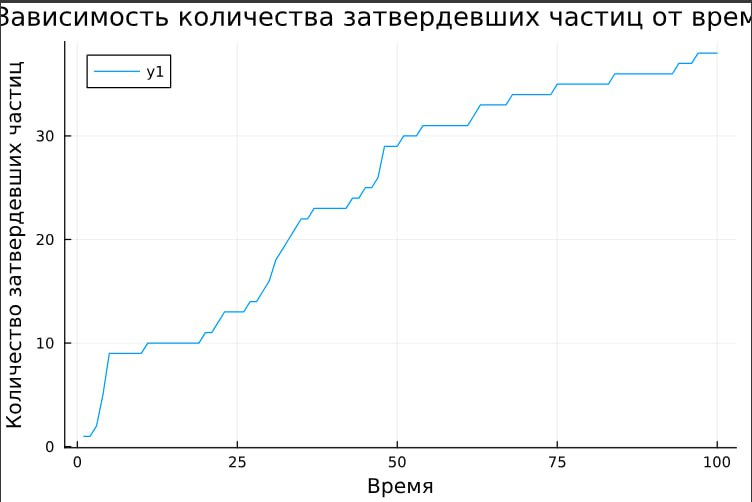 Зависимость количества затвердевших частиц от врем
y1
Количество затвердевших частиц
30
20
10
0
0 25 50 75 100
Время